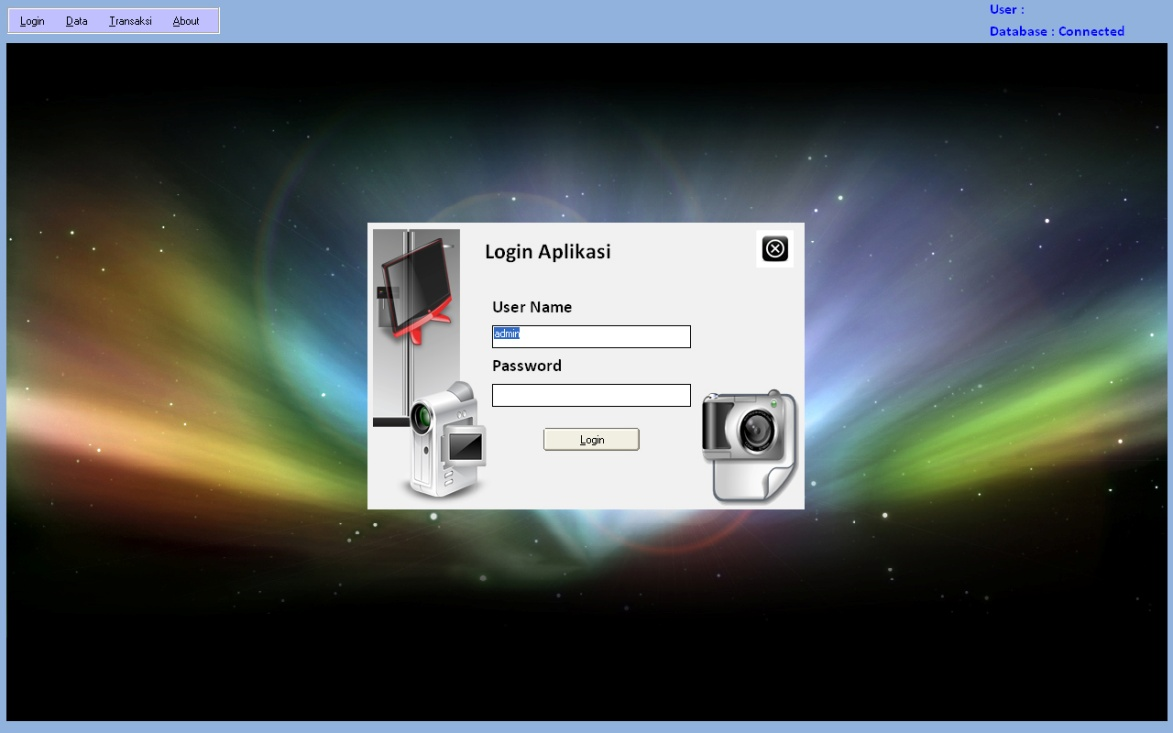 Login Data Transaksi About
User :
Database : Connected
Login Aplikasi
User Name
admin
Password
Login